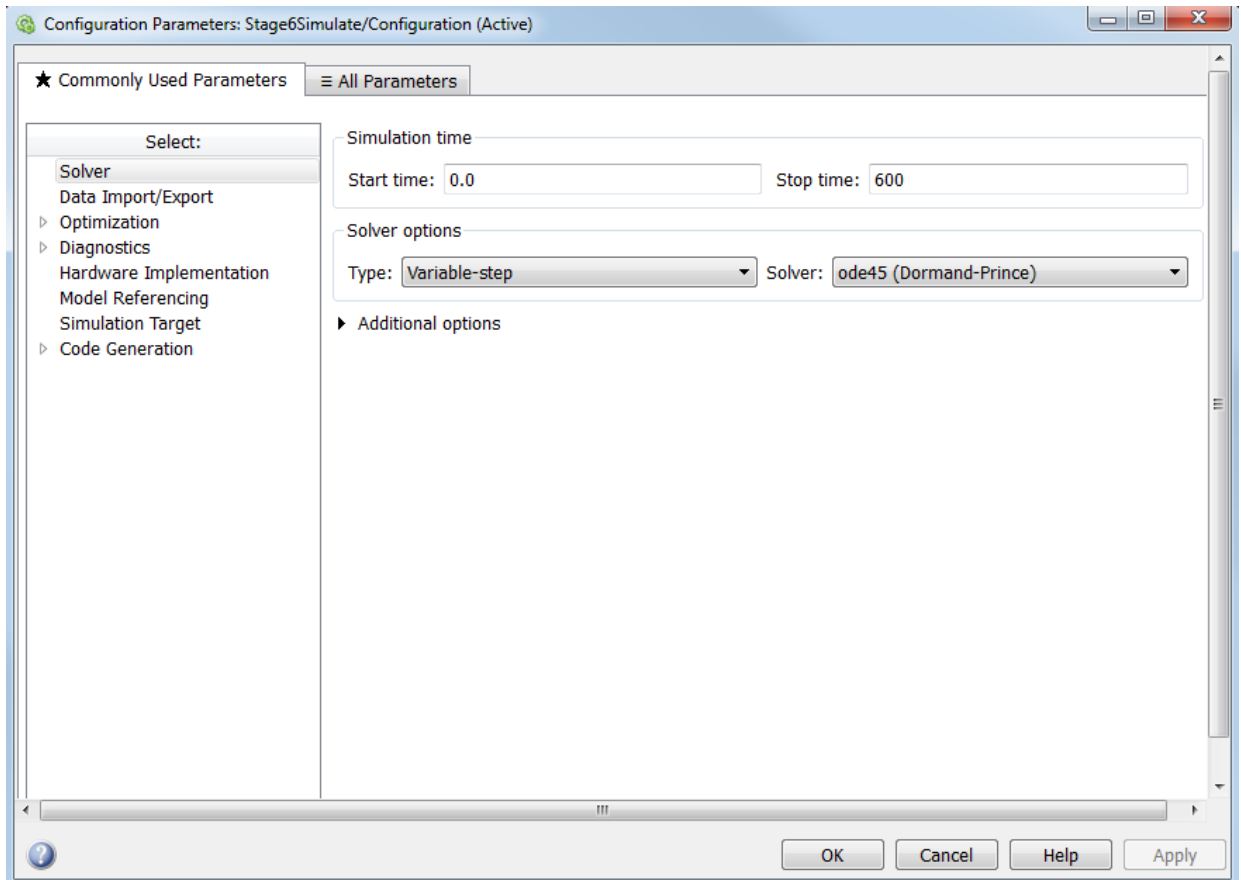 Configuration Parameters: Stage6Simulate/Configuration (Active)
★ Commonly Used Parameters
≡ All Parameters
Select:
Solver
Data Import/Export
Optimization
Diagnostics
Hardware Implementation
Model Referencing
Simulation Target
Code Generation
Simulation time
Start time: 0.0 Stop time: 600
Solver options
Type: Variable-step Solver: ode45 (Dormand-Prince)
Additional options
OK Cancel Help Apply